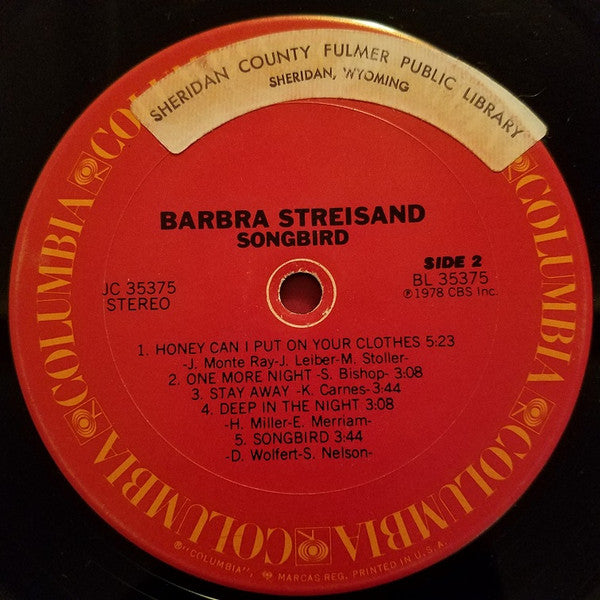 SHERIDAN COUNTY FULMER PUBLIC LIBRARY
SHERIDAN, WYOMING
BARBRA STREISAND
SONGBIRD
JC 35375
STEREO
SIDE 2
BL 35375
℗ 1978 CBS Inc.
1. HONEY CAN I PUT ON YOUR CLOTHES 5:23
-J. Monte Ray-J. Leiber-M. Stoller-
2. ONE MORE NIGHT -S. Bishop- 3:08
3. STAY AWAY -K. Carnes-3:44
4. DEEP IN THE NIGHT 3:08
-H. Miller-E. Merriam-
5. SONGBIRD 3:44
-D. Wolfert-S. Nelson-
COLUMBIA
COLUMBIA
COLUMBIA
COLUMBIA
COLUMBIA
COLUMBIA
®"COLUMBIA", MARCAS REG. PRINTED IN U.S.A.